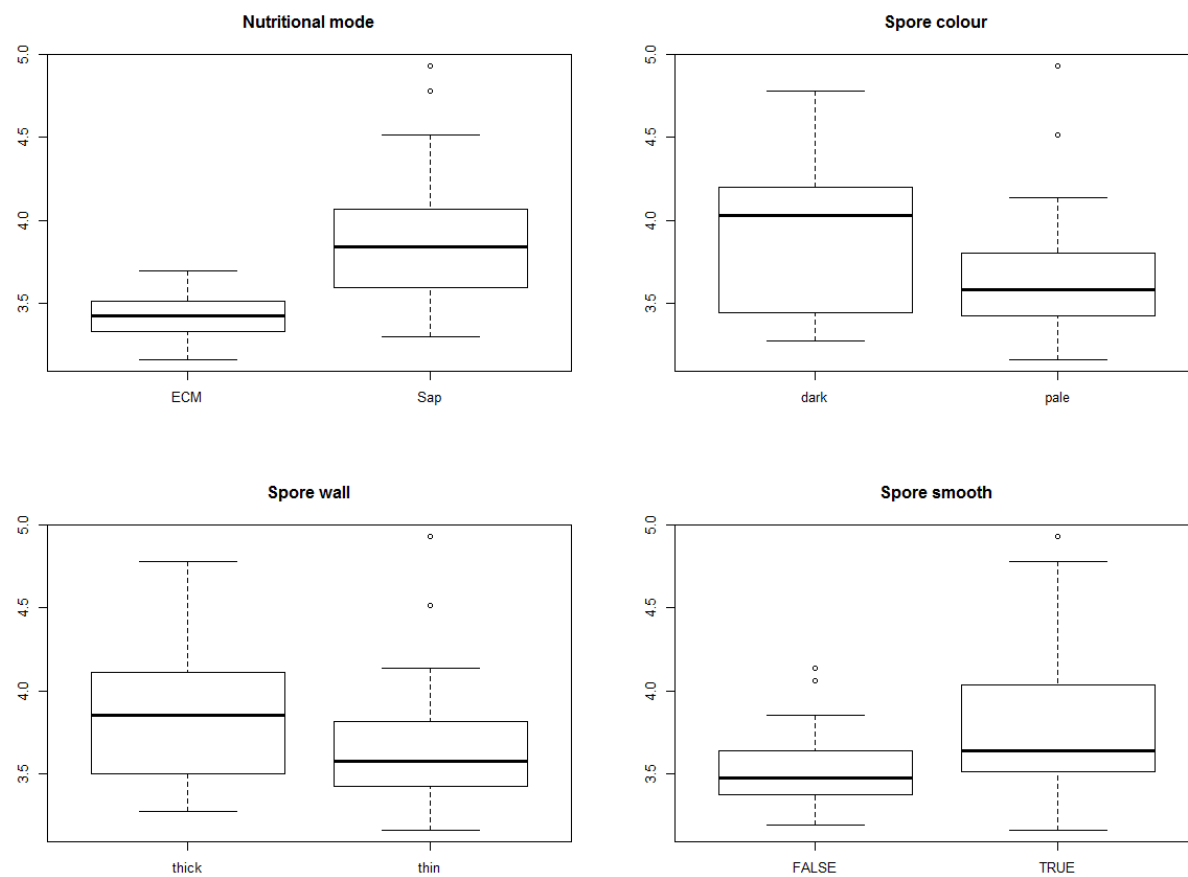 Nutritional mode
5.0
4.5
4.0
3.5
ECM Sap
Spore colour
5.0
4.5
4.0
3.5
dark pale
Spore wall
5.0
4.5
4.0
3.5
thick thin
Spore smooth
5.0
4.5
4.0
3.5
FALSE TRUE